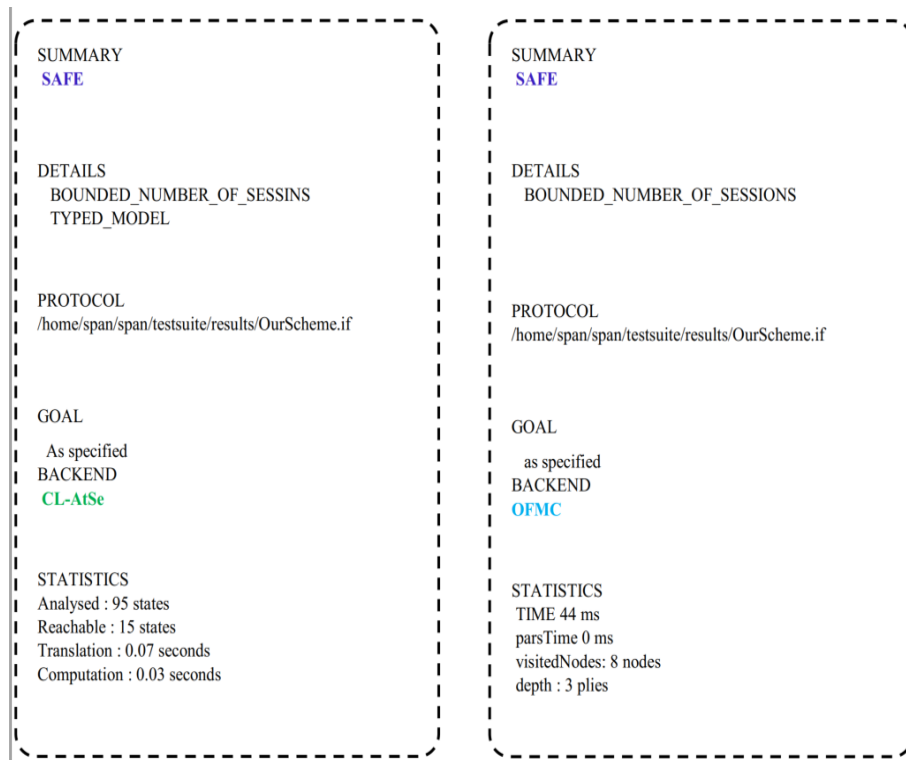 SUMMARY
SAFE
DETAILS
BOUNDED_NUMBER_OF_SESSINS
TYPED_MODEL
PROTOCOL
/home/span/span/testsuite/results/OurScheme.if
GOAL
As specified
BACKEND
CL-AtSe
STATISTICS
Analysed : 95 states
Reachable : 15 states
Translation : 0.07 seconds
Computation : 0.03 seconds
SUMMARY
SAFE
DETAILS
BOUNDED_NUMBER_OF_SESSIONS
PROTOCOL
/home/span/span/testsuite/results/OurScheme.if
GOAL
as specified
BACKEND
OFMC
STATISTICS
TIME 44 ms
parsTime 0 ms
visitedNodes: 8 nodes
depth : 3 plies